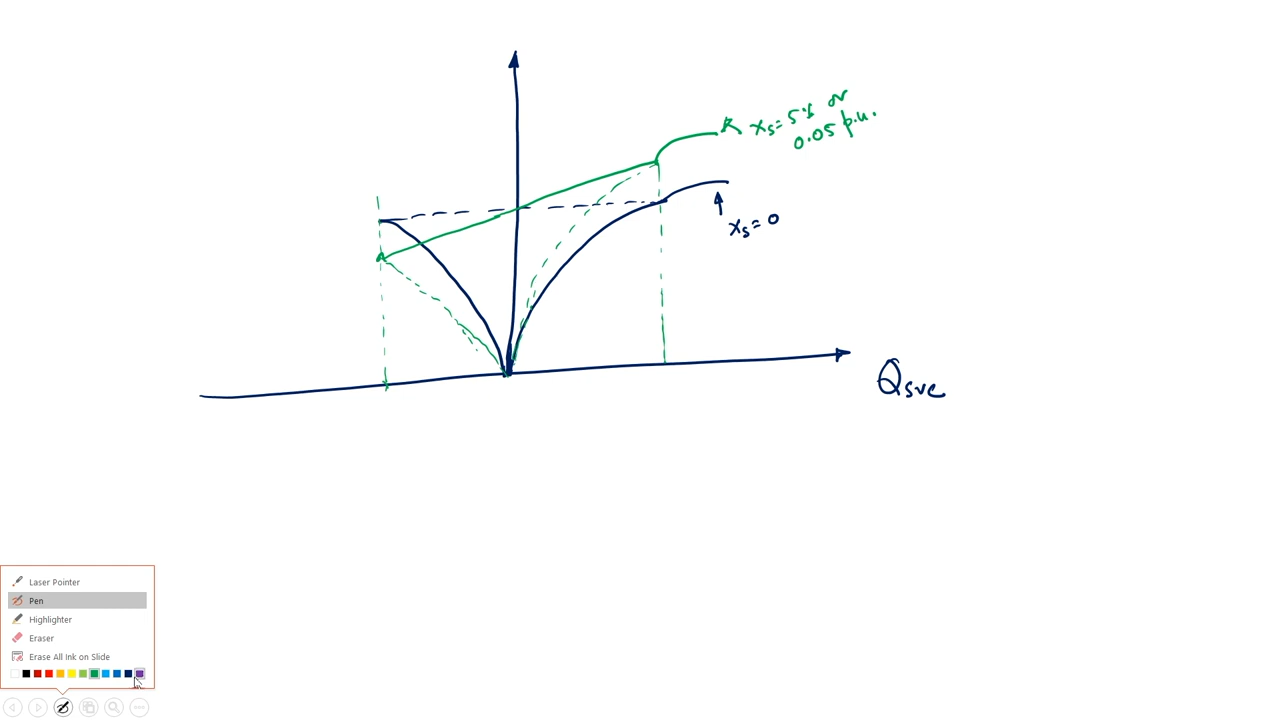 xs = 5% or
0.05 p.u.
xs = 0
Qsvc
Laser Pointer
Pen
Highlighter
Eraser
Erase All Ink on Slide